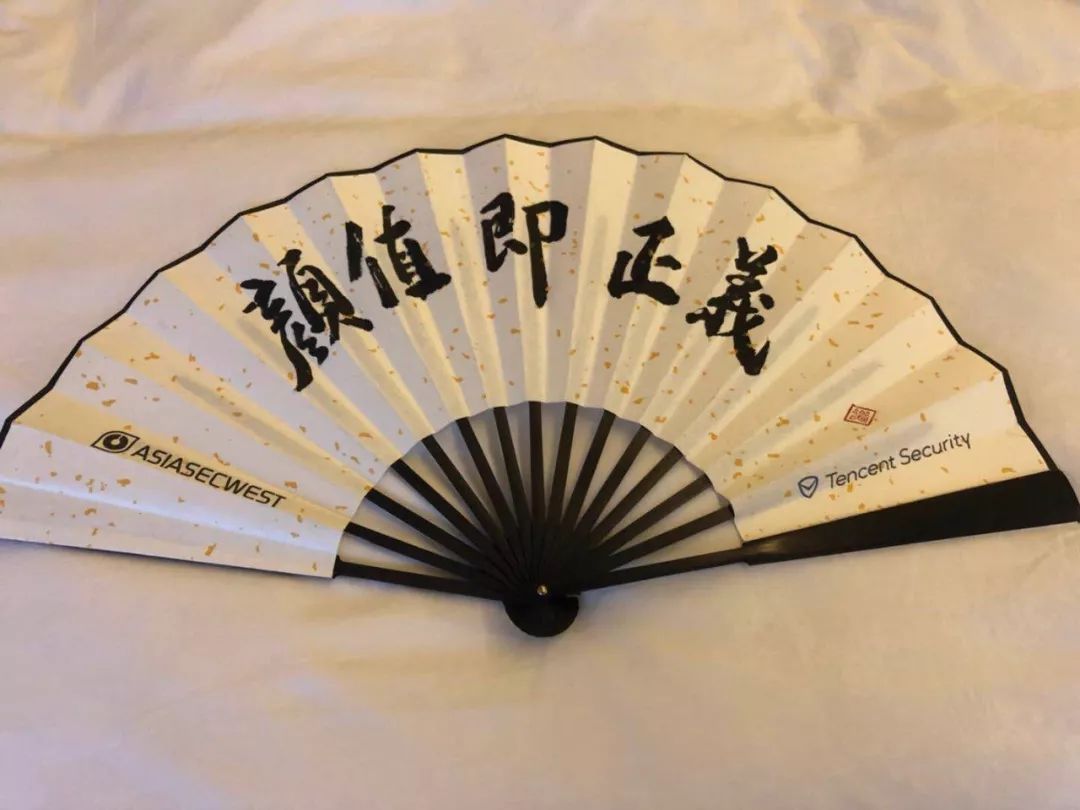 顏值即正義
ASIASECWEST
Tencent Security